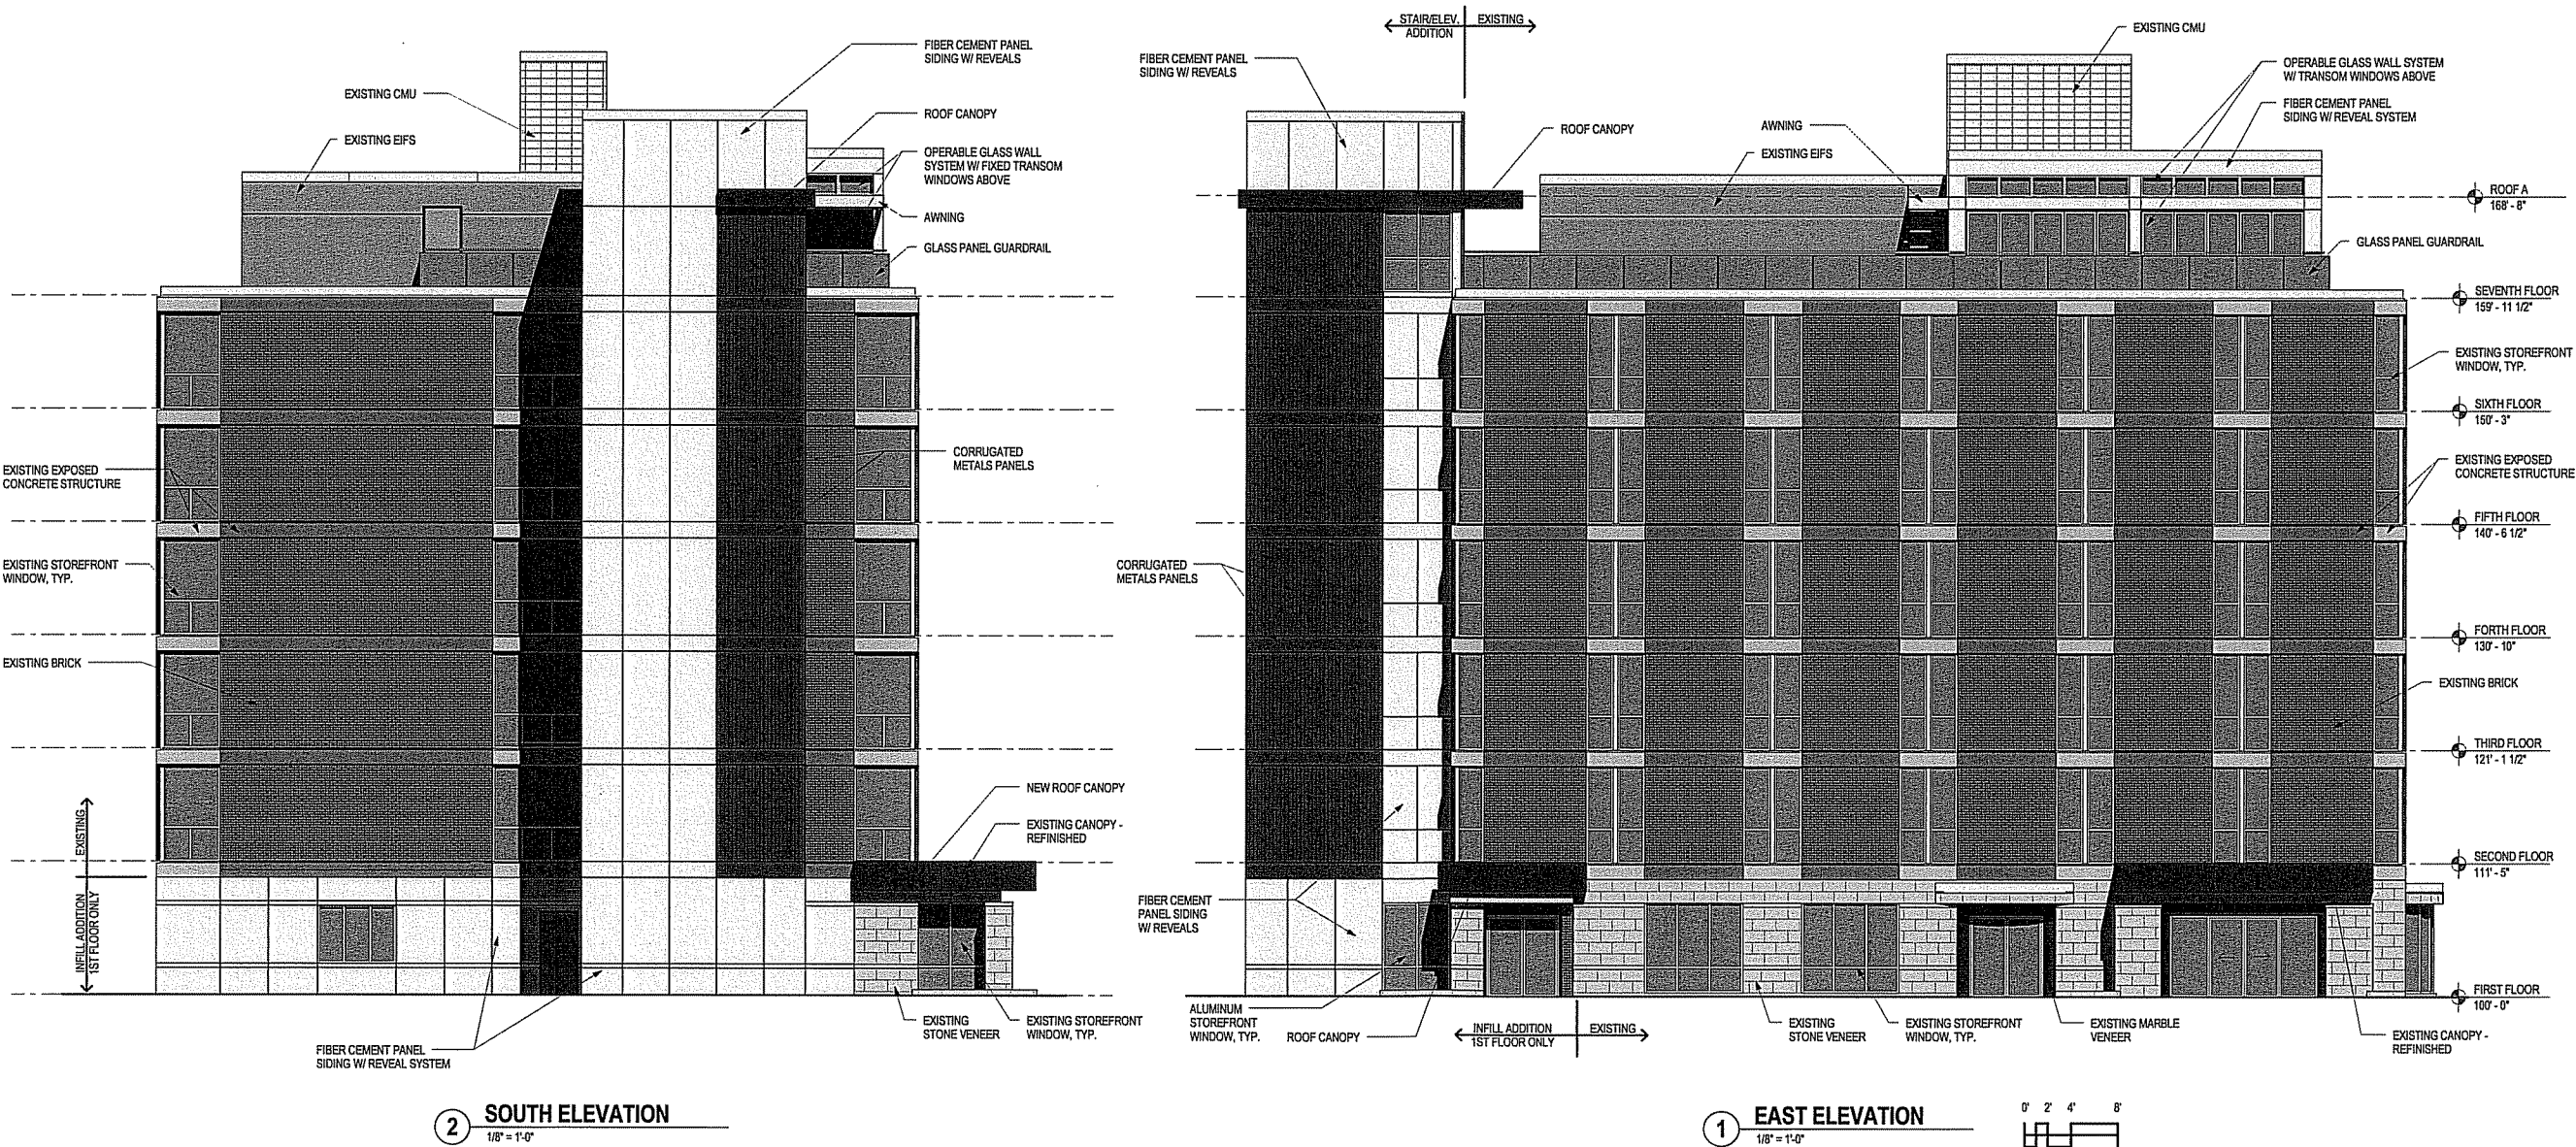 FIBER CEMENT PANEL
SIDING W/ REVEALS
EXISTING CMU
ROOF CANOPY
EXISTING EIFS
OPERABLE GLASS WALL
SYSTEM W/ FIXED TRANSOM
WINDOWS ABOVE
AWNING
GLASS PANEL GUARDRAIL
EXISTING EXPOSED
CONCRETE STRUCTURE
CORRUGATED
METALS PANELS
EXISTING STOREFRONT
WINDOW, TYP.
EXISTING BRICK
NEW ROOF CANOPY
EXISTING CANOPY -
REFINISHED
EXISTING
INFILL ADDITION
1ST FLOOR ONLY
EXISTING
STONE VENEER
EXISTING STOREFRONT
WINDOW, TYP.
FIBER CEMENT PANEL
SIDING W/ REVEAL SYSTEM
2
SOUTH ELEVATION
1/8" = 1'-0"
STAIR/ELEV.
ADDITION
EXISTING
FIBER CEMENT PANEL
SIDING W/ REVEALS
EXISTING CMU
OPERABLE GLASS WALL SYSTEM
W/ TRANSOM WINDOWS ABOVE
FIBER CEMENT PANEL
SIDING W/ REVEAL SYSTEM
ROOF CANOPY
AWNING
EXISTING EIFS
ROOF A
168' - 8"
GLASS PANEL GUARDRAIL
SEVENTH FLOOR
159' - 11 1/2"
EXISTING STOREFRONT
WINDOW, TYP.
SIXTH FLOOR
150' - 3"
EXISTING EXPOSED
CONCRETE STRUCTURE
FIFTH FLOOR
140' - 6 1/2"
CORRUGATED
METALS PANELS
FORTH FLOOR
130' - 10"
EXISTING BRICK
THIRD FLOOR
121' - 1 1/2"
SECOND FLOOR
111' - 5"
FIBER CEMENT
PANEL SIDING
W/ REVEALS
FIRST FLOOR
100' - 0"
ALUMINUM
STOREFRONT
WINDOW, TYP.
ROOF CANOPY
INFILL ADDITION
1ST FLOOR ONLY
EXISTING
EXISTING
STONE VENEER
EXISTING STOREFRONT
WINDOW, TYP.
EXISTING MARBLE
VENEER
EXISTING CANOPY -
REFINISHED
1
EAST ELEVATION
1/8" = 1'-0"
0' 2' 4' 8'